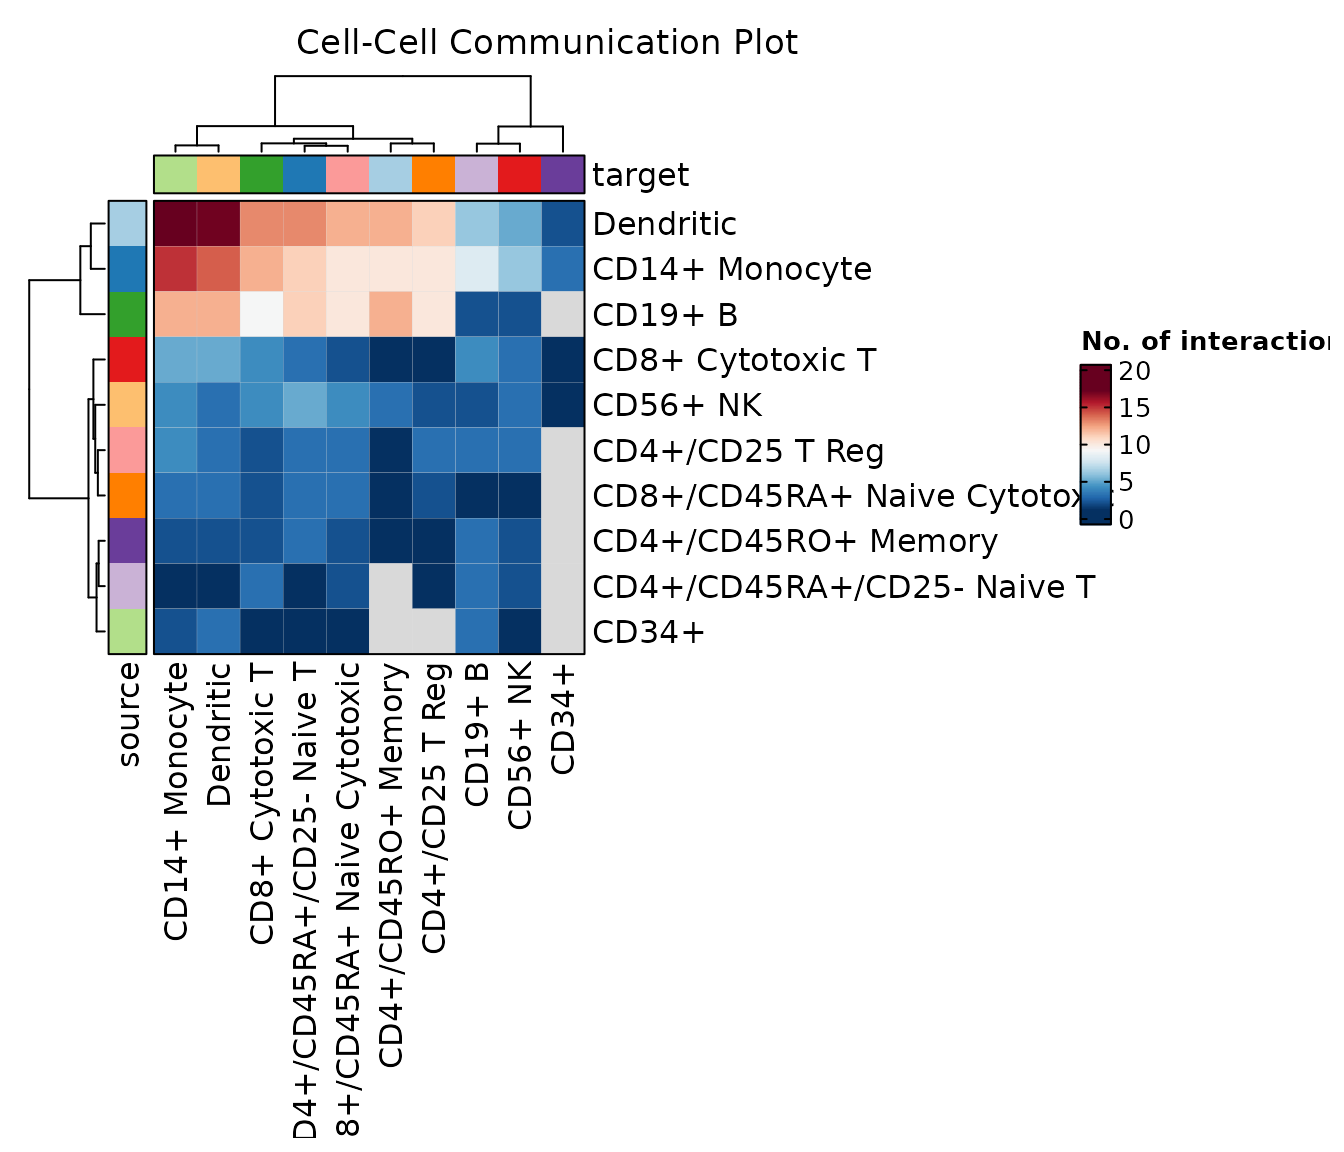 Cell-Cell Communication Plot
target
Dendritic
CD14+ Monocyte
CD19+ B
CD8+ Cytotoxic T
CD56+ NK
CD4+/CD25 T Reg
CD8+/CD45RA+ Naive Cytotox
CD4+/CD45RO+ Memory
CD4+/CD45RA+/CD25- Naive T
CD34+
No. of interaction
20
15
10
5
0
source
CD14+ Monocyte
Dendritic
CD8+ Cytotoxic T
D4+/CD45RA+/CD25- Naive T
8+/CD45RA+ Naive Cytotoxic
CD4+/CD45RO+ Memory
CD4+/CD25 T Reg
CD19+ B
CD56+ NK
CD34+